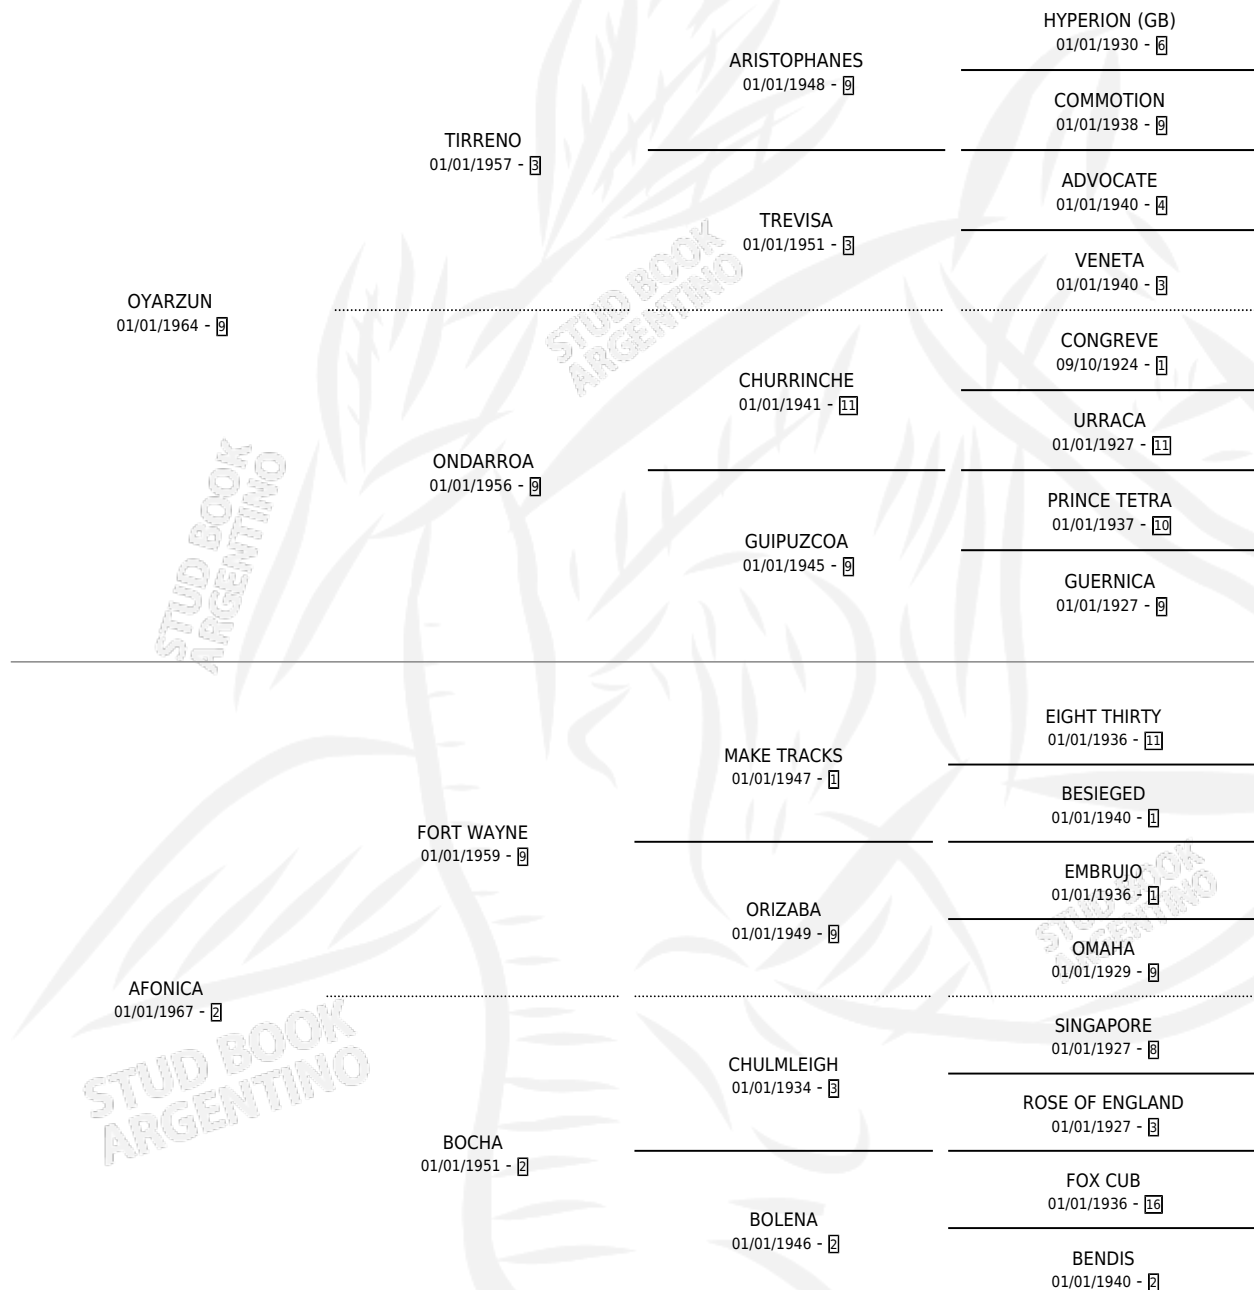 HYPERION (GB)
01/01/1930 - 6
ARISTOPHANES
01/01/1948 - 9
COMMOTION
01/01/1938 - 9
TIRRENO
01/01/1957 - 3
ADVOCATE
01/01/1940 - 4
TREVISA
01/01/1951 - 3
VENETA
01/01/1940 - 3
OYARZUN
01/01/1964 - 9
CONGREVE
09/10/1924 - 1
CHURRINCHE
01/01/1941 - 11
URRACA
01/01/1927 - 11
ONDARROA
01/01/1956 - 9
PRINCE TETRA
01/01/1937 - 10
GUIPUZCOA
01/01/1945 - 9
GUERNICA
01/01/1927 - 9
STUD BOOK
ARGENTINO
STUD BOOK
ARGENTINO
EIGHT THIRTY
01/01/1936 - 11
MAKE TRACKS
01/01/1947 - 1
BESIEGED
01/01/1940 - 1
FORT WAYNE
01/01/1959 - 9
EMBRUJO
01/01/1936 - 1
ORIZABA
01/01/1949 - 9
OMAHA
01/01/1929 - 9
STUD BOOK
ARGENTINO
AFONICA
01/01/1967 - 2
SINGAPORE
01/01/1927 - 8
CHULMLEIGH
01/01/1934 - 3
ROSE OF ENGLAND
01/01/1927 - 3
STUD BOOK
ARGENTINO
BOCHA
01/01/1951 - 2
FOX CUB
01/01/1936 - 16
BOLENA
01/01/1946 - 2
BENDIS
01/01/1940 - 2